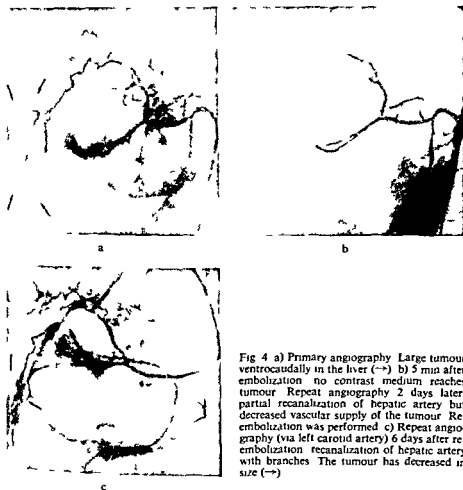 a
b
c
Fig 4 a) Primary angiography Large tumour
ventrocaudally in the liver (→) b) 5 min after
embolization no contrast medium reaches
tumour Repeat angiography 2 days later
partial recanalization of hepatic artery but
decreased vascular supply of the tumour Re
embolization was performed c) Repeat angio-
graphy (via left carotid artery) 6 days after re
embolization recanalization of hepatic artery
with branches The tumour has decreased in
size (→)